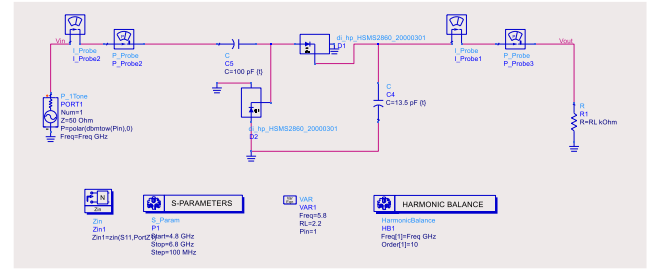 di_hp_HSMS2860_20000301
D1
Vin
I_Probe
I_Probe2
P_Probe
P_Probe2
C
C5
C=100 pF {t}
I_Probe
I_Probe1
P_Probe
P_Probe3
Vout
P_1Tone
PORT1
Num=1
Z=50 Ohm
P=polar(dbmtow(Pin),0)
Freq=Freq GHz
di_hp_HSMS2860_20000301
D2
C
C4
C=13.5 pF {t}
R
R1
R=RL kOhm
N
Zin
Zin
Zin1
Zin1=zin(S11,PortZ1)
S-PARAMETERS
S_Param
P1
Start=4.8 GHz
Stop=6.8 GHz
Step=100 MHz
VAR
VAR1
Freq=5.8
RL=2.2
Pin=1
HARMONIC BALANCE
HarmonicBalance
HB1
Freq[1]=Freq GHz
Order[1]=10